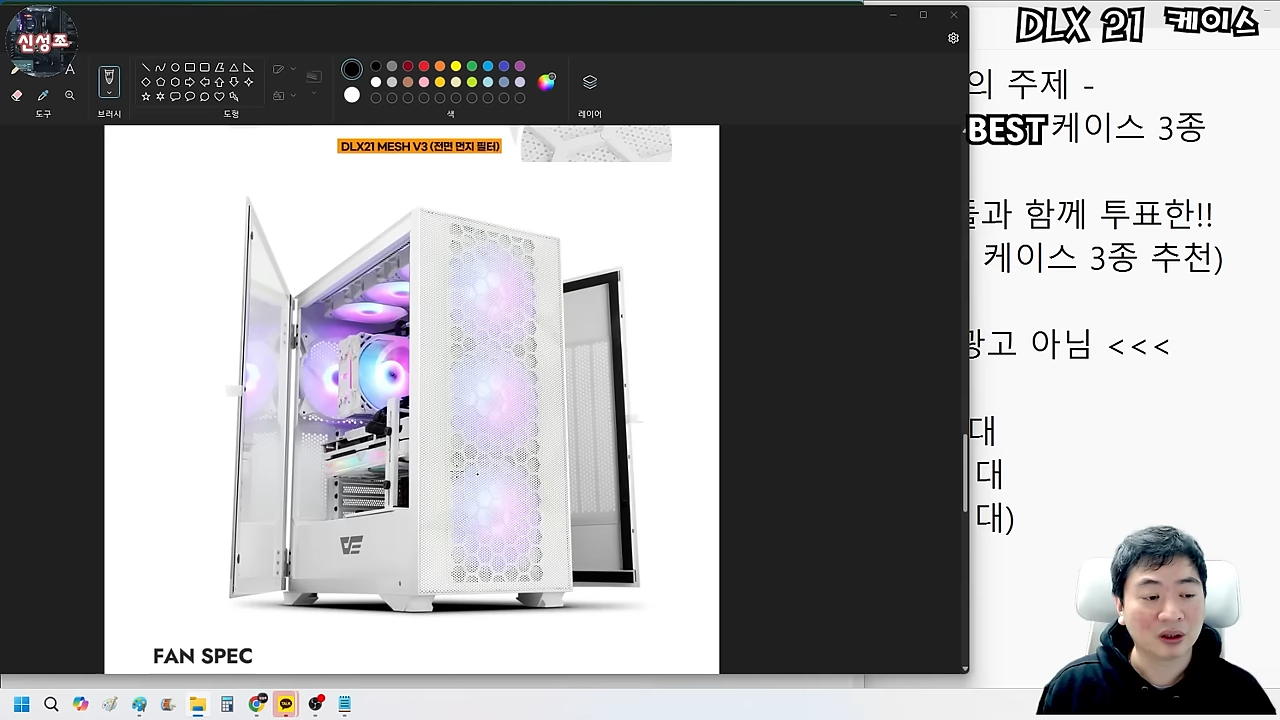 신성조
DLX 21 케이스
도구
브러시
도형
색
레이어
의 주제 -
BEST 케이스 3종
들과 함께 투표한!!
케이스 3종 추천)
광고 아님 <<<
대
대
대)
DLX21 MESH V3 (전면 먼지 필터)
FAN SPEC